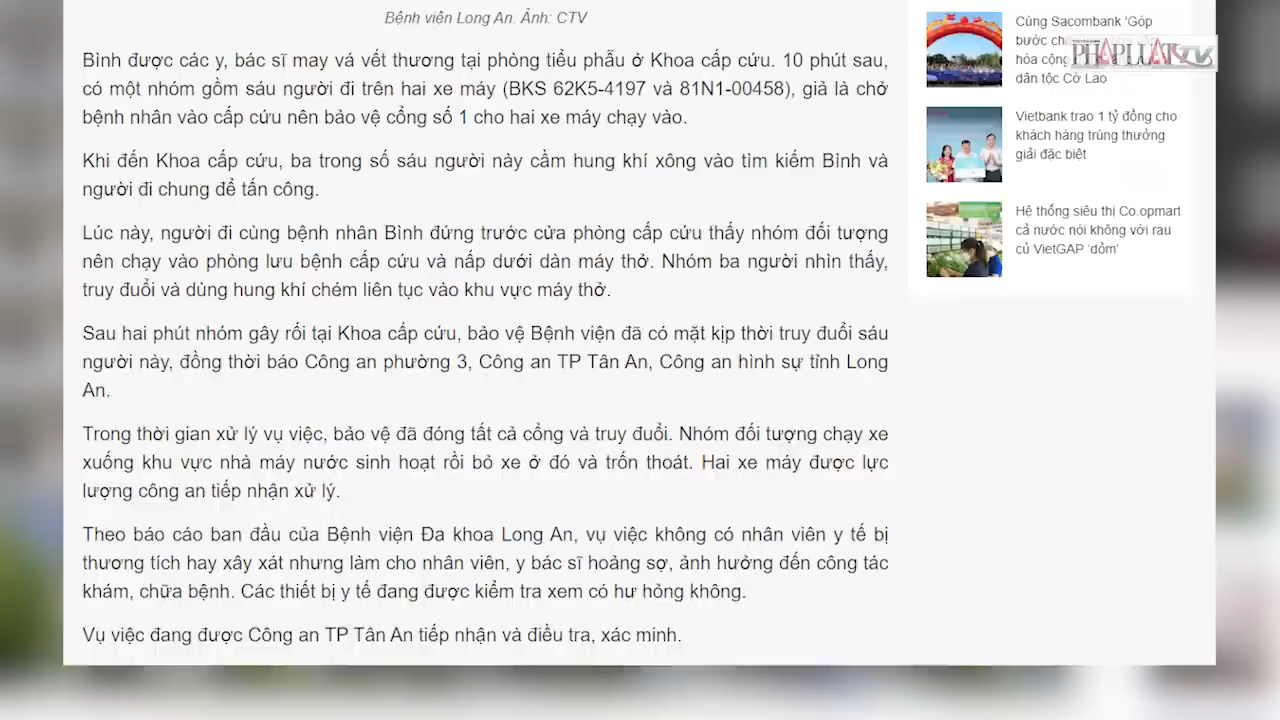 Bệnh viện Long An. Ảnh: CTV
Bình được các y, bác sĩ may vá vết thương tại phòng tiểu phẫu ở Khoa cấp cứu. 10 phút sau,
có một nhóm gồm sáu người đi trên hai xe máy (BKS 62K5-4197 và 81N1-00458), giả là chở
bệnh nhân vào cấp cứu nên bảo vệ cổng số 1 cho hai xe máy chạy vào.
Khi đến Khoa cấp cứu, ba trong số sáu người này cầm hung khí xông vào tìm kiếm Bình và
người đi chung để tấn công.
Lúc này, người đi cùng bệnh nhân Bình đứng trước cửa phòng cấp cứu thấy nhóm đối tượng
nên chạy vào phòng lưu bệnh cấp cứu và nấp dưới dàn máy thở. Nhóm ba người nhìn thấy,
truy đuổi và dùng hung khí chém liên tục vào khu vực máy thở.
Sau hai phút nhóm gây rối tại Khoa cấp cứu, bảo vệ Bệnh viện đã có mặt kịp thời truy đuổi sáu
người này, đồng thời báo Công an phường 3, Công an TP Tân An, Công an hình sự tỉnh Long
An.
Trong thời gian xử lý vụ việc, bảo vệ đã đóng tất cả cổng và truy đuổi. Nhóm đối tượng chạy xe
xuống khu vực nhà máy nước sinh hoạt rồi bỏ xe ở đó và trốn thoát. Hai xe máy được lực
lượng công an tiếp nhận xử lý.
Theo báo cáo ban đầu của Bệnh viện Đa khoa Long An, vụ việc không có nhân viên y tế bị
thương tích hay xây xát nhưng làm cho nhân viên, y bác sĩ hoảng sợ, ảnh hưởng đến công tác
khám, chữa bệnh. Các thiết bị y tế đang được kiểm tra xem có hư hỏng không.
Vụ việc đang được Công an TP Tân An tiếp nhận và điều tra, xác minh.
Cùng Sacombank 'Góp
bước
hòa
dân tộc Cờ Lao
PHÁP LUẬT TV
Vietbank trao 1 tỷ đồng cho
khách hàng trúng thưởng
giải đặc biệt
Hệ thống siêu thị Co.opmart
cả nước nói không với rau
củ VietGAP 'dỏm'